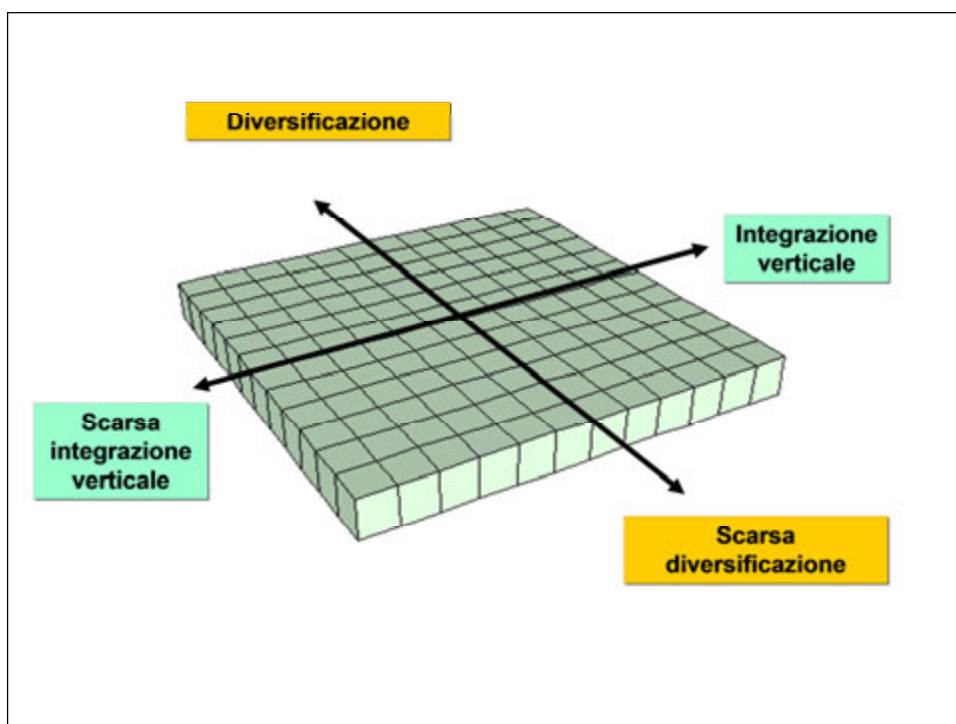 Diversificazione
Integrazione
verticale
Scarsa
integrazione
verticale
Scarsa
diversificazione